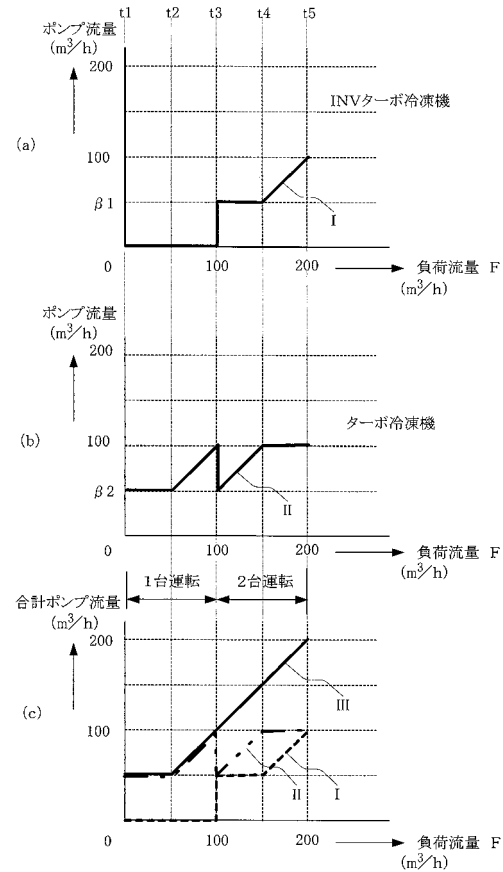 t1 t2 t3 t4 t5
ポンプ流量
(m³/h)
200
INVターボ冷凍機
(a)
100
β1
I
0 100 200 負荷流量 F
(m³/h)
ポンプ流量
(m³/h)
200
ターボ冷凍機
(b)
100
β2
II
0 100 200 負荷流量 F
(m³/h)
1台運転 2台運転
合計ポンプ流量
(m³/h)
200
III
(c)
100
II I
0 100 200 負荷流量 F
(m³/h)